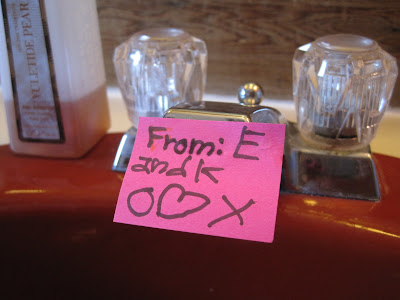 YULETIDE PEAR
From: E
and K
O♡X